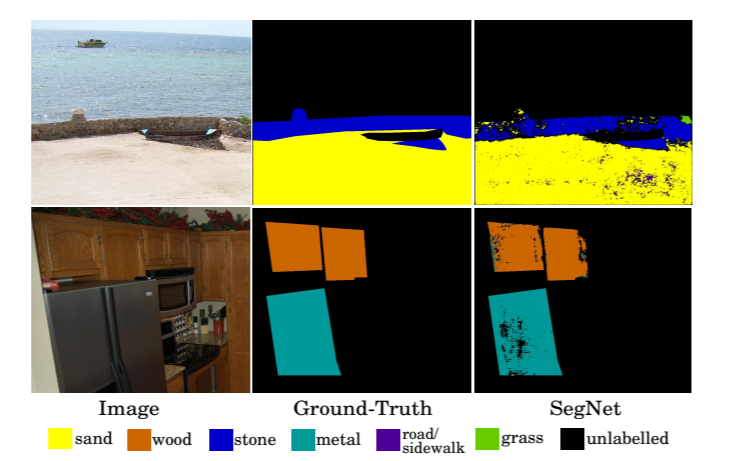 Image Ground-Truth SegNet
sand wood stone metal road/ sidewalk grass unlabelled